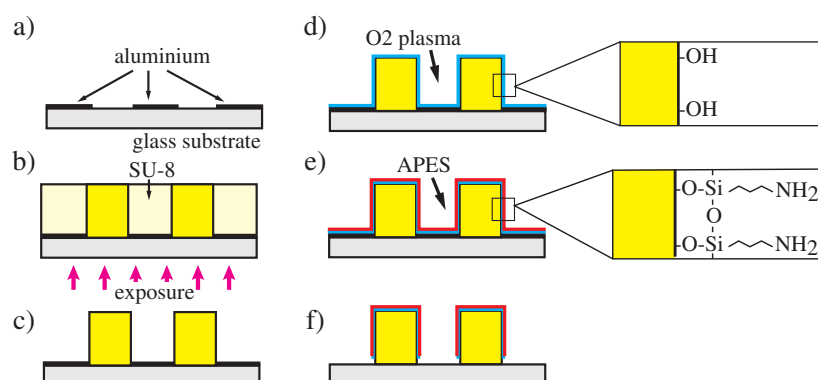 a)
aluminium
glass substrate
b)
SU-8
exposure
c)
d)
O2 plasma
-OH
-OH
e)
APES
-O-Si NH2
O
-O-Si NH2
f)